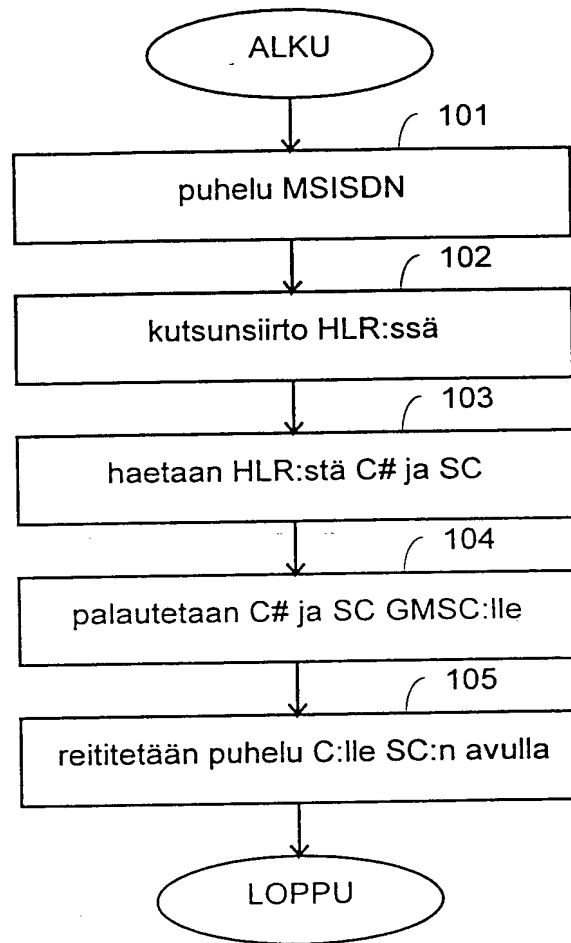 ALKU
101
puhelu MSISDN
102
kutsunsiirto HLR:ssä
103
haetaan HLR:stä C# ja SC
104
palautetaan C# ja SC GMSC:lle
105
reititetään puhelu C:lle SC:n avulla
LOPPU